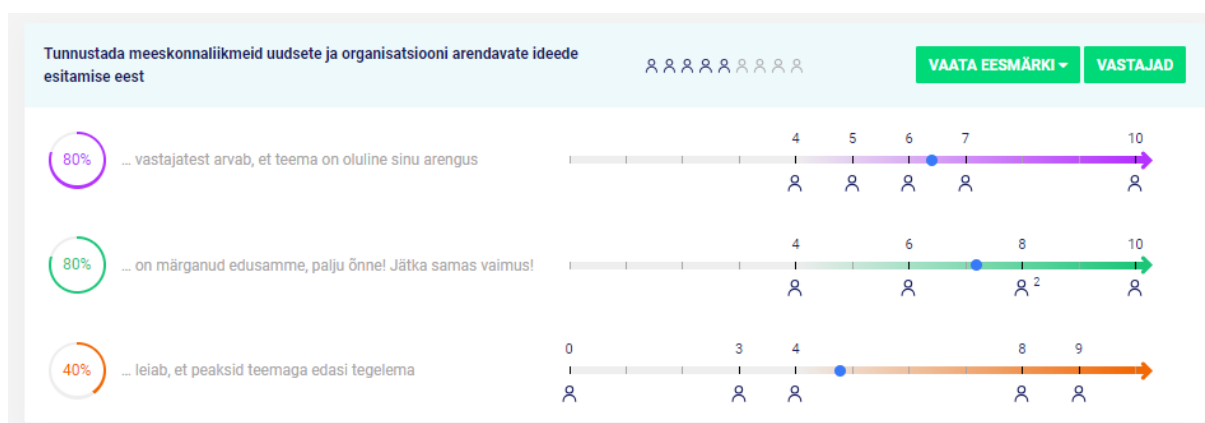 Tunnustada meeskonnaliikmeid uudsete ja organisatsiooni arendavate ideede
esitamise eest
VAATA EESMÄRKI
VASTAJAD
4 5 6 7 10
80% ... vastajatest arvab, et teema on oluline sinu arengus
4 6 8 10
80% ... on märganud edusamme, palju õnne! Jätka samas vaimus!
2
0 3 4 8 9
40% ... leiab, et peaksid teemaga edasi tegelema